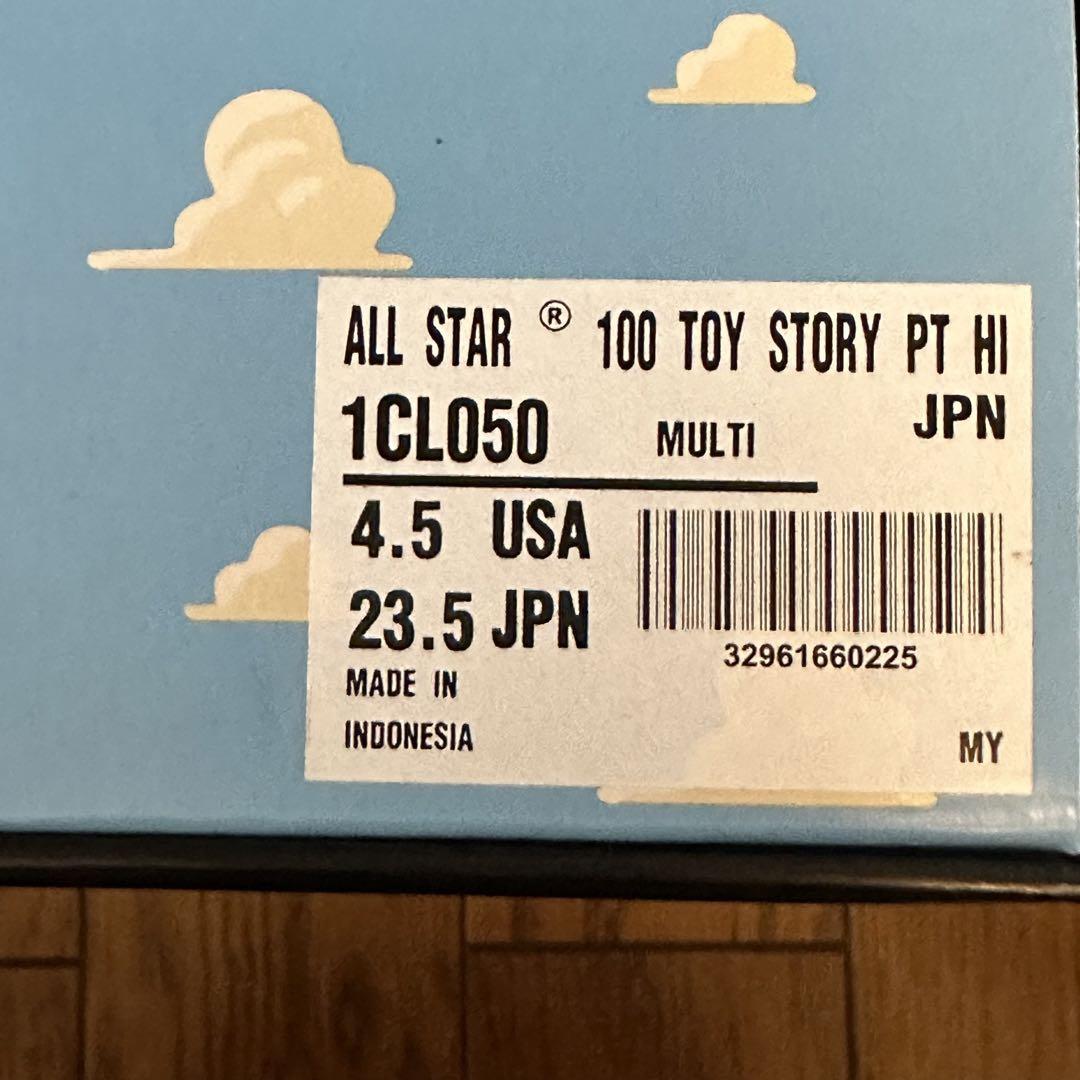 ALL STAR ® 100 TOY STORY PT HI
1CL050 MULTI JPN
4.5 USA
23.5 JPN
32961660225
MADE IN
INDONESIA
MY